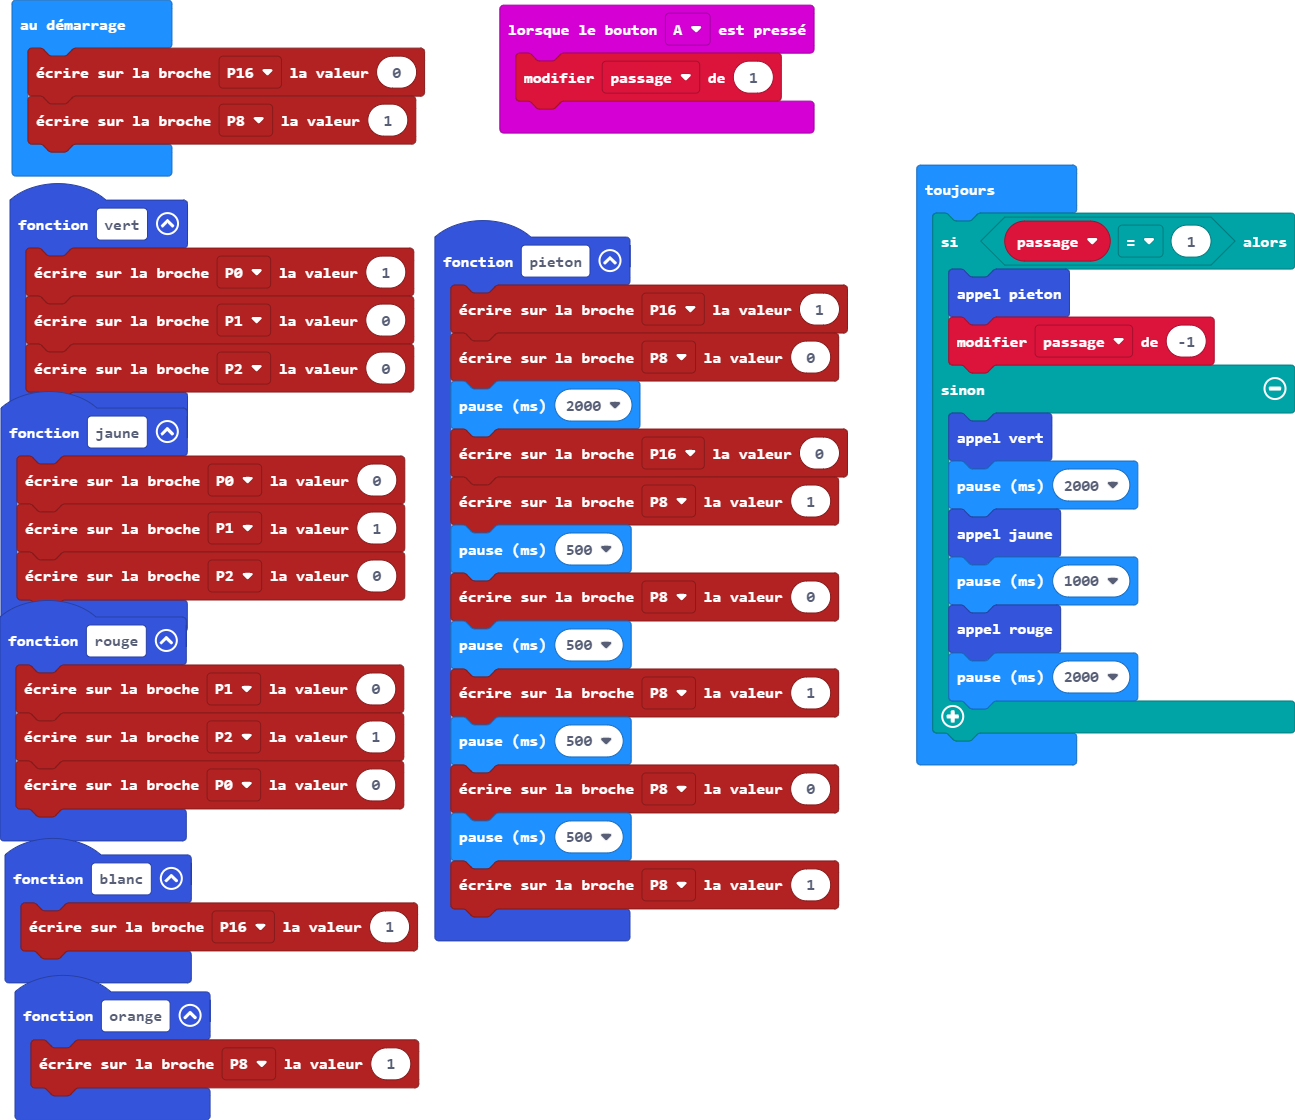 au démarrage
écrire sur la broche P16 la valeur 0
écrire sur la broche P8 la valeur 1
lorsque le bouton A est pressé
modifier passage de 1
fonction vert
écrire sur la broche P0 la valeur 1
écrire sur la broche P1 la valeur 0
écrire sur la broche P2 la valeur 0
fonction jaune
écrire sur la broche P0 la valeur 0
écrire sur la broche P1 la valeur 1
écrire sur la broche P2 la valeur 0
fonction rouge
écrire sur la broche P1 la valeur 0
écrire sur la broche P2 la valeur 1
écrire sur la broche P0 la valeur 0
fonction blanc
écrire sur la broche P16 la valeur 1
fonction orange
écrire sur la broche P8 la valeur 1
fonction pieton
écrire sur la broche P16 la valeur 1
écrire sur la broche P8 la valeur 0
pause (ms) 2000
écrire sur la broche P16 la valeur 0
écrire sur la broche P8 la valeur 1
pause (ms) 500
écrire sur la broche P8 la valeur 0
pause (ms) 500
écrire sur la broche P8 la valeur 1
pause (ms) 500
écrire sur la broche P8 la valeur 0
pause (ms) 500
écrire sur la broche P8 la valeur 1
toujours
si passage = 1 alors
appel pieton
modifier passage de -1
sinon
appel vert
pause (ms) 2000
appel jaune
pause (ms) 1000
appel rouge
pause (ms) 2000